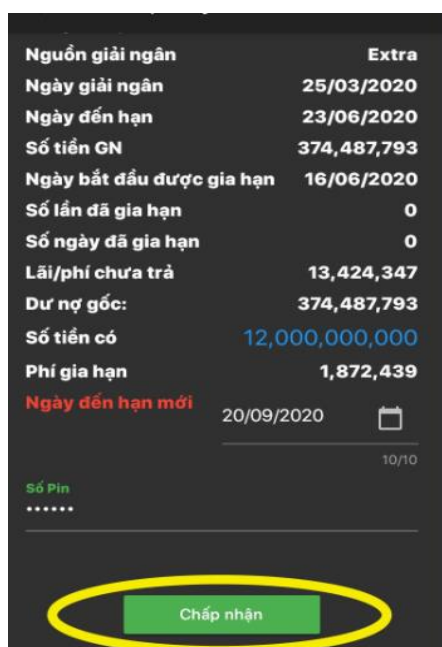 Nguồn giải ngân Extra
Ngày giải ngân 25/03/2020
Ngày đến hạn 23/06/2020
Số tiền GN 374,487,793
Ngày bắt đầu được gia hạn 16/06/2020
Số lần đã gia hạn 0
Số ngày đã gia hạn 0
Lãi/phí chưa trả 13,424,347
Dư nợ gốc: 374,487,793
Số tiền có 12,000,000,000
Phí gia hạn 1,872,439
Ngày đến hạn mới 20/09/2020
10/10
Số Pin
••••••
Chấp nhận